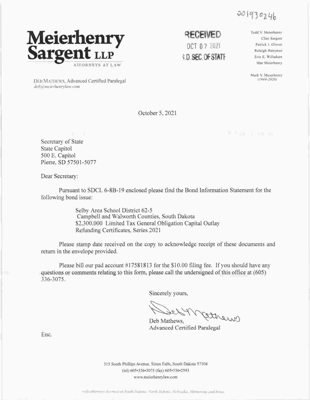 2019 30246
Meierhenry
Sargent LLP
ATTORNEYS AT LAW
RECEIVED
OCT 07 2021
S.D. SEC OF STATE
Todd V. Meierhenry
Clint Sargent
Patrick J. Glover
Raleigh Hansman
Erin E. Willadsen
Mark V. Meierhenry
(1944-2020)
DEB MATHEWS, Advanced Certified Paralegal
deb@meierhenrylaw.com
October 5, 2021
Secretary of State
State Capitol
500 E. Capitol
Pierre, SD 57501-5077
Dear Secretary:
Pursuant to SDCL 6-8B-19 enclosed please find the Bond Information Statement for the
following bond issue:
Selby Area School District 62-5
Campbell and Walworth Counties, South Dakota
$2,300,000 Limited Tax General Obligation Capital Outlay
Refunding Certificates, Series 2021
Please stamp date received on the copy to acknowledge receipt of these documents and
return in the envelope provided.
Please bill our paid account #17581813 for the $10.00 filing fee. If you should have any
questions or comments relating to this form, please call the undersigned of this office at (605)
336-3075.
Sincerely yours,
Deb Mathews
Deb Mathews,
Advanced Certified Paralegal
Enc.
315 South Phillips Avenue, Sioux Falls, South Dakota 57104
(tel) 605•336•3075 (fax) 605•336•2593
www.meierhenrylaw.com